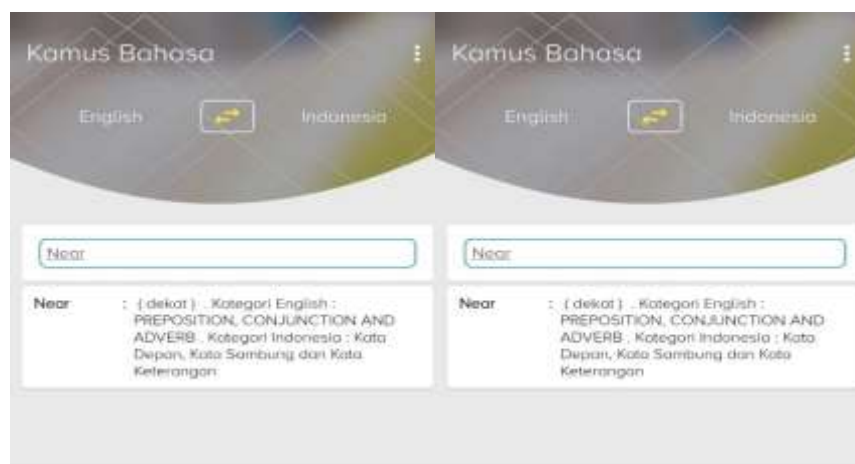 Kamus Bahasa
English Indonesia
Near
Near : { dekat } . Kategori English :
PREPOSITION, CONJUNCTION AND
ADVERB . Kategori Indonesia : Kata
Depan, Kata Sambung dan Kata
Keterangan
Kamus Bahasa
English Indonesia
Near
Near : { dekat } . Kategori English :
PREPOSITION, CONJUNCTION AND
ADVERB . Kategori Indonesia : Kata
Depan, Kata Sambung dan Kata
Keterangan